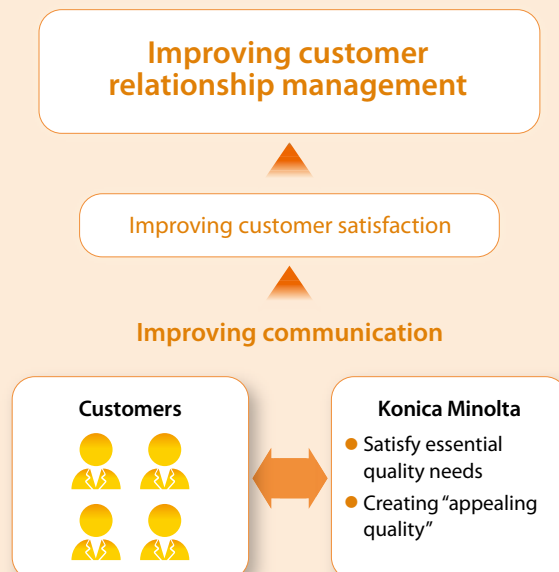 Improving customer
relationship management
Improving customer satisfaction
Improving communication
Customers
Konica Minolta
Satisfy essential
quality needs
Creating “appealing
quality”